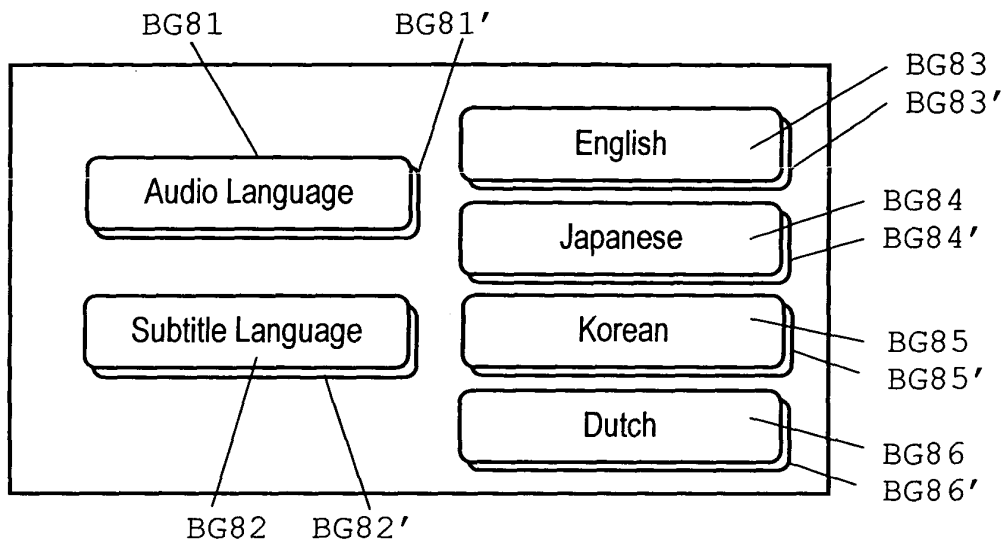 BG81 BG81'
BG83
BG83'
English
Audio Language
BG84
Japanese
BG84'
Subtitle Language
Korean
BG85
BG85'
Dutch
BG86
BG86'
BG82 BG82'